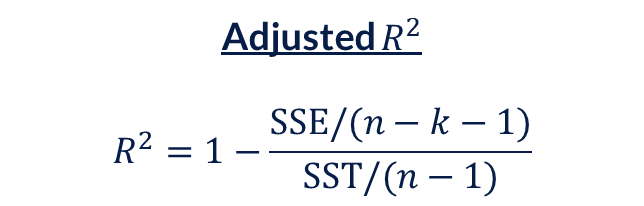 Adjusted R²
R² = 1 − SSE/(n − k − 1)
SST/(n − 1)